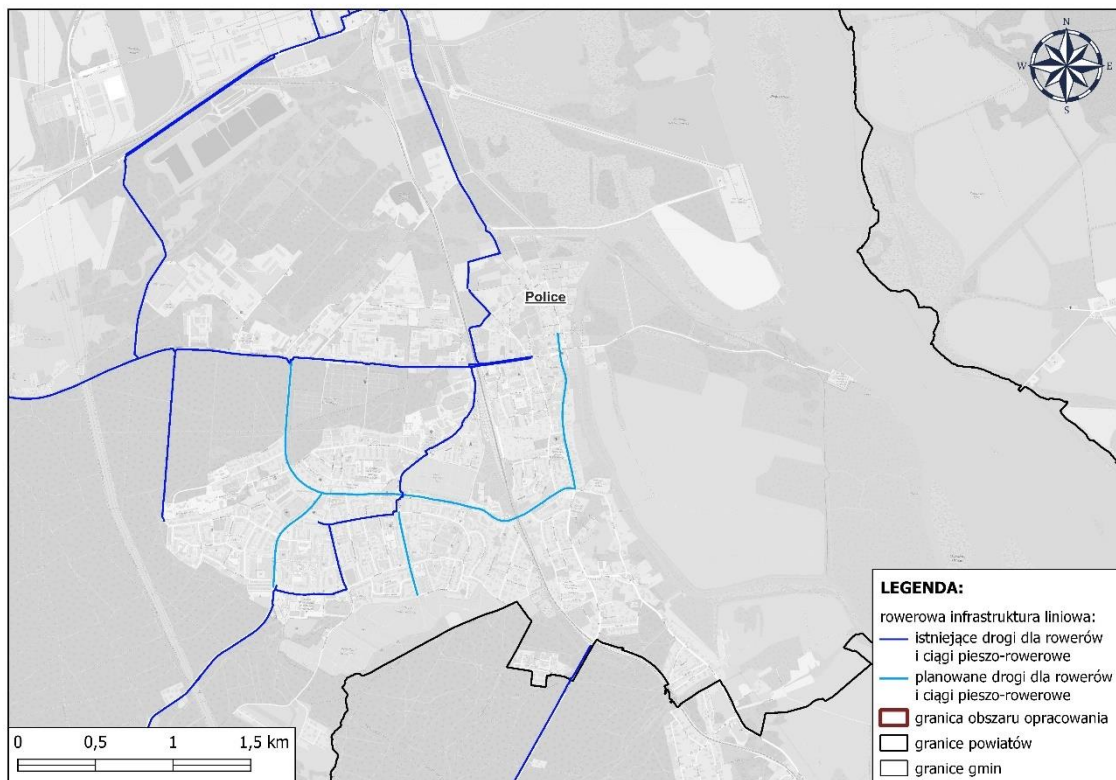 N
W
E
S
Police
LEGENDA:
rowerowa infrastruktura liniowa:
istniejące drogi dla rowerów
i ciągi pieszo-rowerowe
planowane drogi dla rowerów
i ciągi pieszo-rowerowe
granica obszaru opracowania
granice powiatów
granice gmin
0 0,5 1 1,5 km